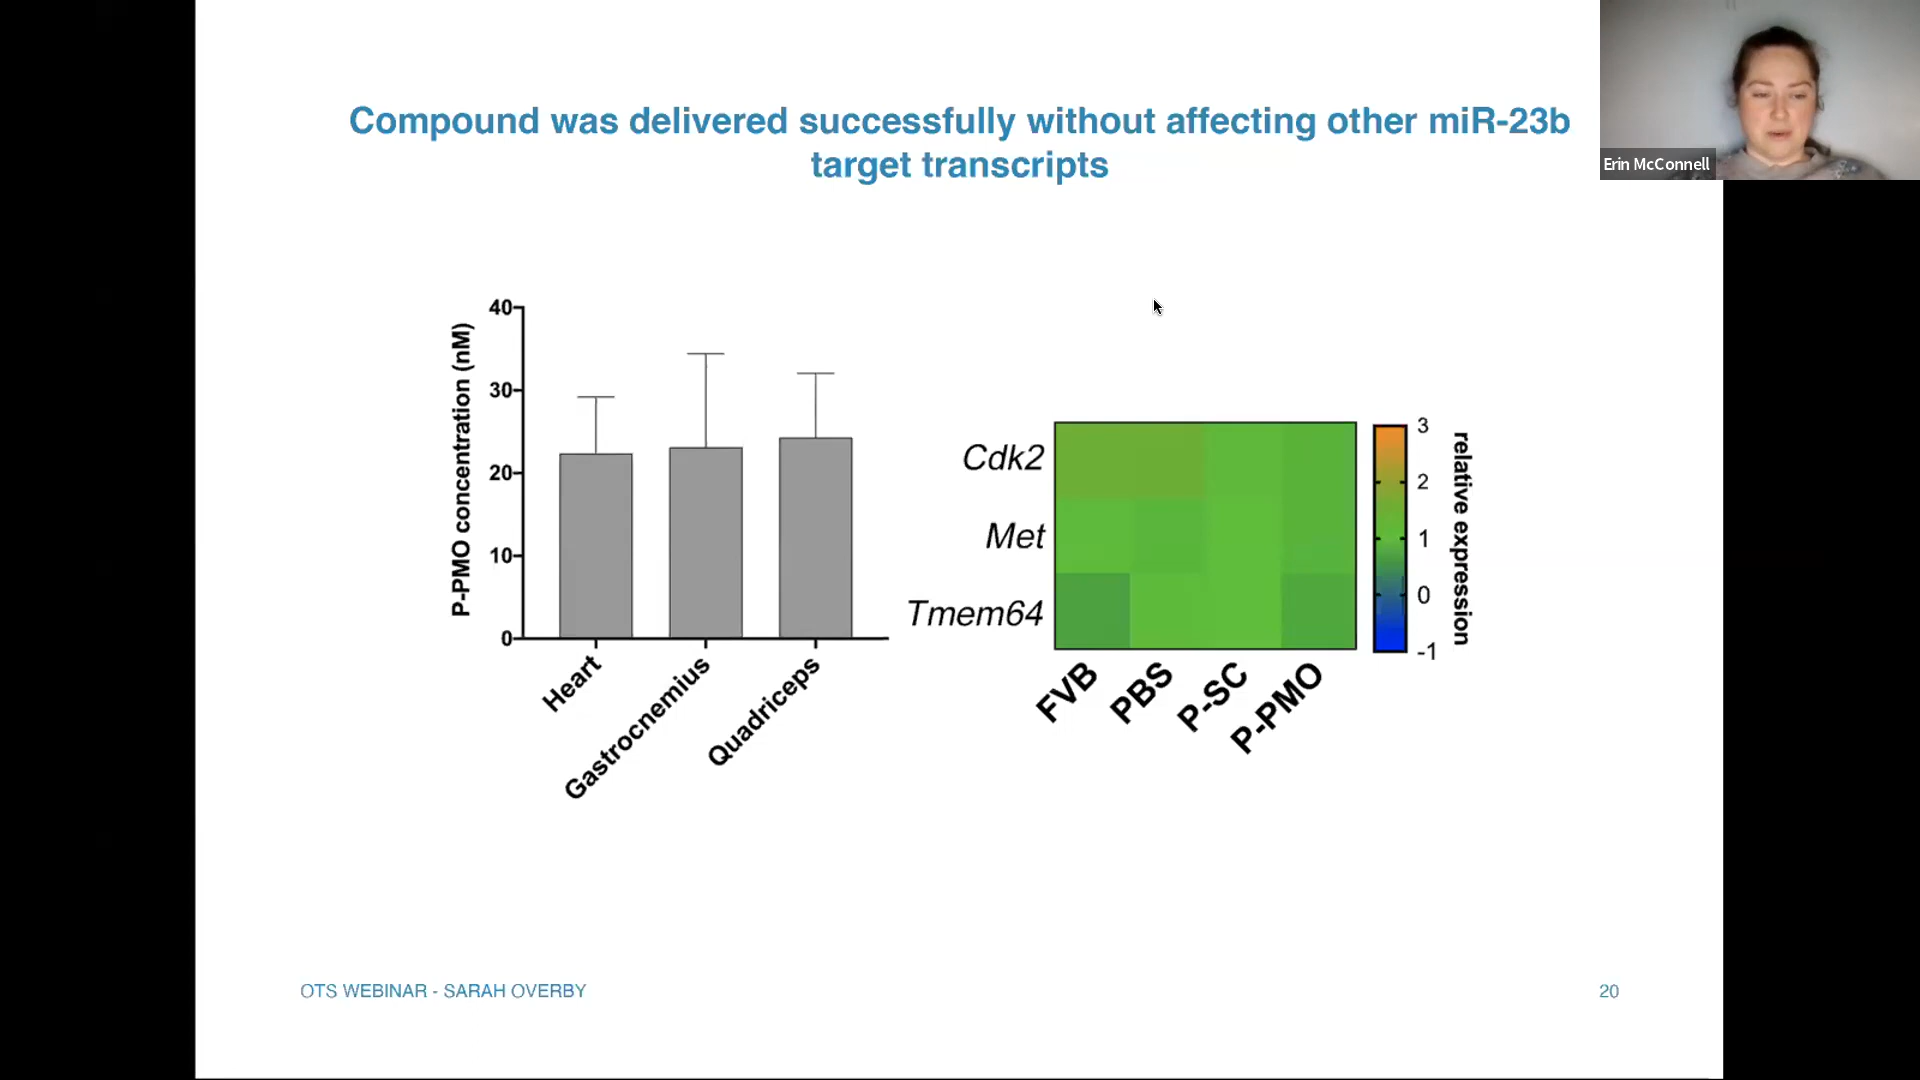 Compound was delivered successfully without affecting other miR-23b
target transcripts
Erin McConnell
P-PMO concentration (nM)
40
30
20
10
0
Heart
Gastrocnemius
Quadriceps
Cdk2
Met
Tmem64
FVB
PBS
P-SC
P-PMO
3
2
1
0
-1
relative expression
OTS WEBINAR - SARAH OVERBY
20